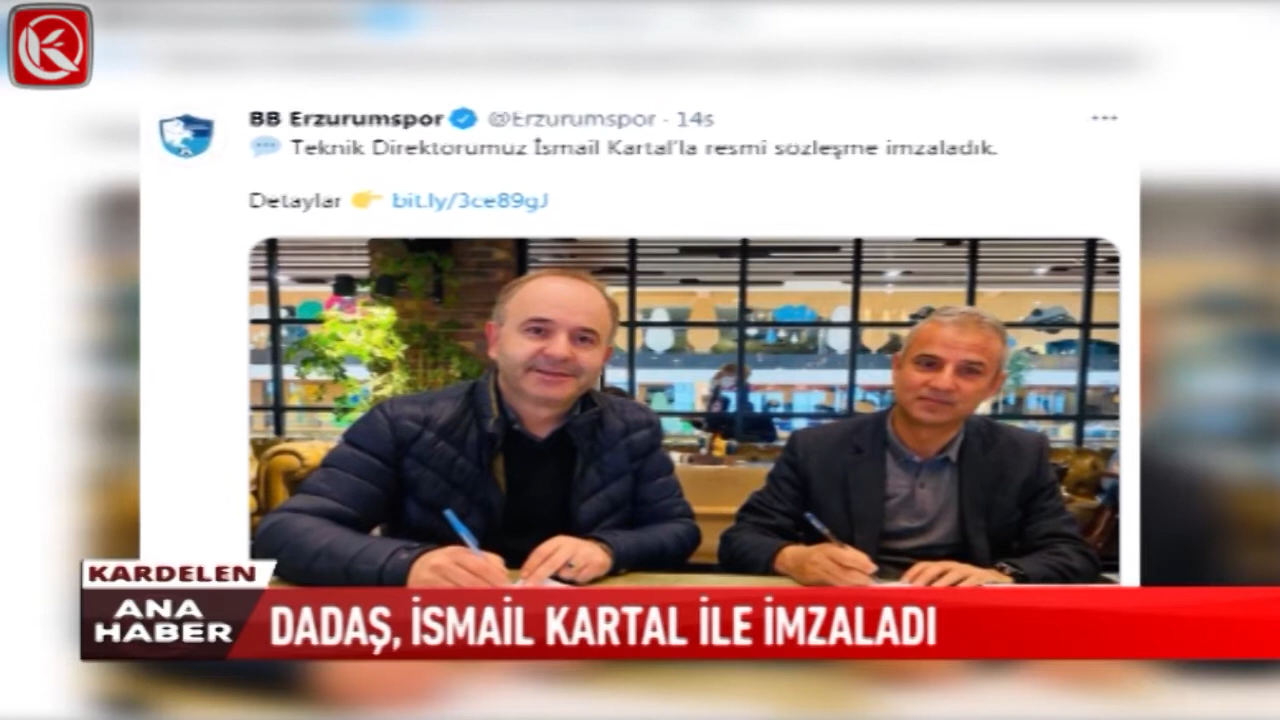 BB Erzurumspor @Erzurumspor · 14s
Teknik Direktörümüz İsmail Kartal'la resmi sözleşme imzaladık.
Detaylar bit.ly/3ce89gJ
KARDELEN
ANA
HABER
DADAŞ, İSMAİL KARTAL İLE İMZALADI